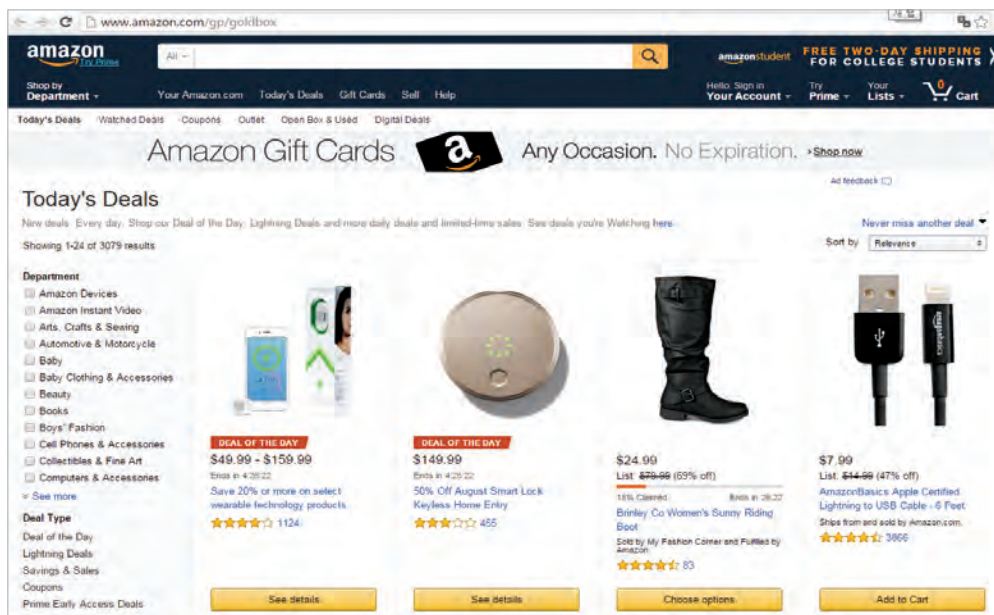 www.amazon.com/gp/goldbox
amazon
Try Prime
All
amazonstudent
FREE TWO-DAY SHIPPING
FOR COLLEGE STUDENTS
Shop by
Department
Your Amazon.com Today's Deals Gift Cards Sell Help
Hello. Sign in
Your Account
Try
Prime
Your
Lists
0
Cart
Today's Deals Watched Deals Coupons Outlet Open Box & Used Digital Deals
Amazon Gift Cards a Any Occasion. No Expiration. ›Shop now
Ad feedback
Today's Deals
New deals. Every day. Shop our Deal of the Day, Lightning Deals and more daily deals and limited-time sales. See deals you're Watching here.
Never miss another deal
Showing 1-24 of 3079 results
Sort by Relevance
Department
Amazon Devices
Amazon Instant Video
Arts, Crafts & Sewing
Automotive & Motorcycle
Baby
Baby Clothing & Accessories
Beauty
Books
Boys' Fashion
Cell Phones & Accessories
Collectibles & Fine Art
Computers & Accessories
See more
Deal Type
Deal of the Day
Lightning Deals
Savings & Sales
Coupons
Prime Early Access Deals
DEAL OF THE DAY
$49.99 - $159.99
Ends in 4:26:22
Save 20% or more on select
wearable technology products
1124
See details
DEAL OF THE DAY
$149.99
Ends in 4:26:22
50% Off August Smart Lock
Keyless Home Entry
455
See details
$24.99
List: $79.99 (69% off)
18% Claimed Ends in 26:22
Brinley Co Women's Sunny Riding
Boot
Sold by My Fashion Corner and Fulfilled by
Amazon
83
Choose options
amazonbasics
$7.99
List: $14.99 (47% off)
AmazonBasics Apple Certified
Lightning to USB Cable - 6 Feet
Ships from and sold by Amazon.com.
3866
Add to Cart